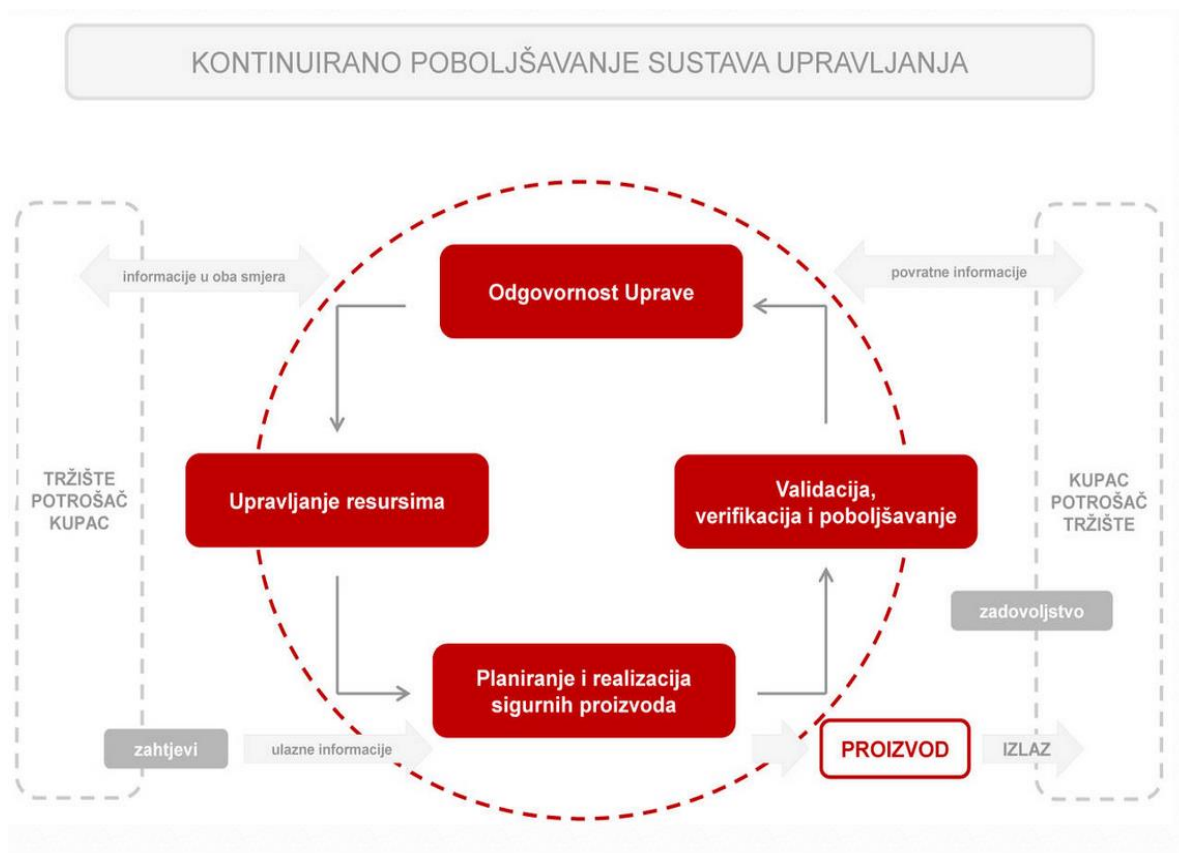 KONTINUIRANO POBOLJŠAVANJE SUSTAVA UPRAVLJANJA
informacije u oba smjera
povratne informacije
Odgovornost Uprave
TRŽIŠTE
POTROŠAČ
KUPAC
Upravljanje resursima
Validacija,
verifikacija i poboljšavanje
KUPAC
POTROŠAČ
TRŽIŠTE
zadovoljstvo
Planiranje i realizacija
sigurnih proizvoda
zahtjevi
ulazne informacije
PROIZVOD
IZLAZ